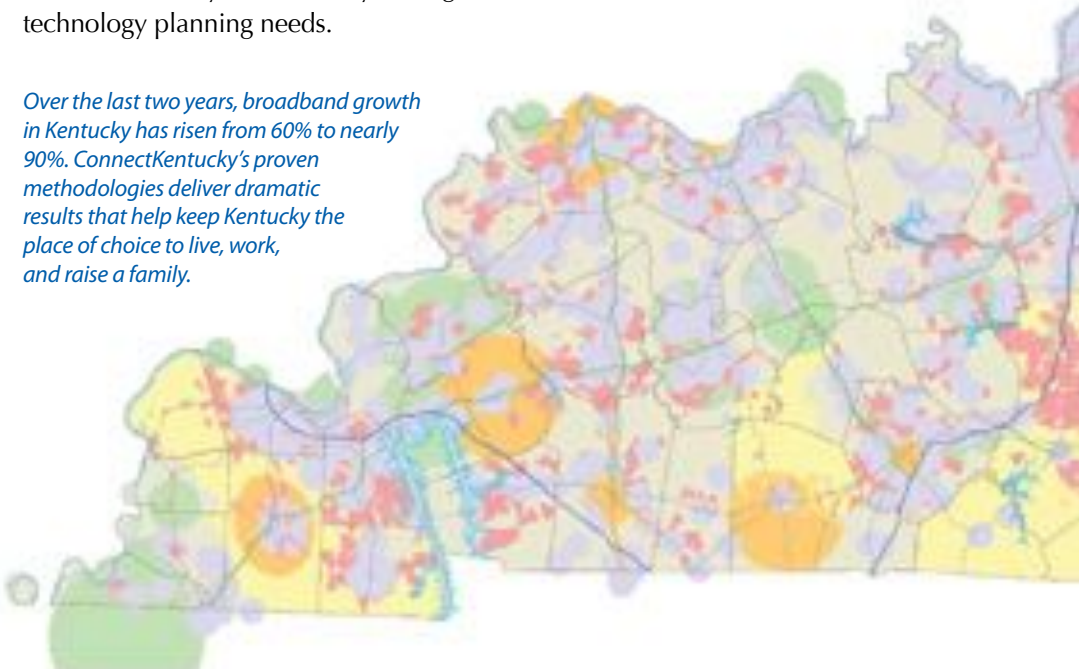 technology planning needs.
Over the last two years, broadband growth
in Kentucky has risen from 60% to nearly
90%. ConnectKentucky’s proven
methodologies deliver dramatic
results that help keep Kentucky the
place of choice to live, work,
and raise a family.